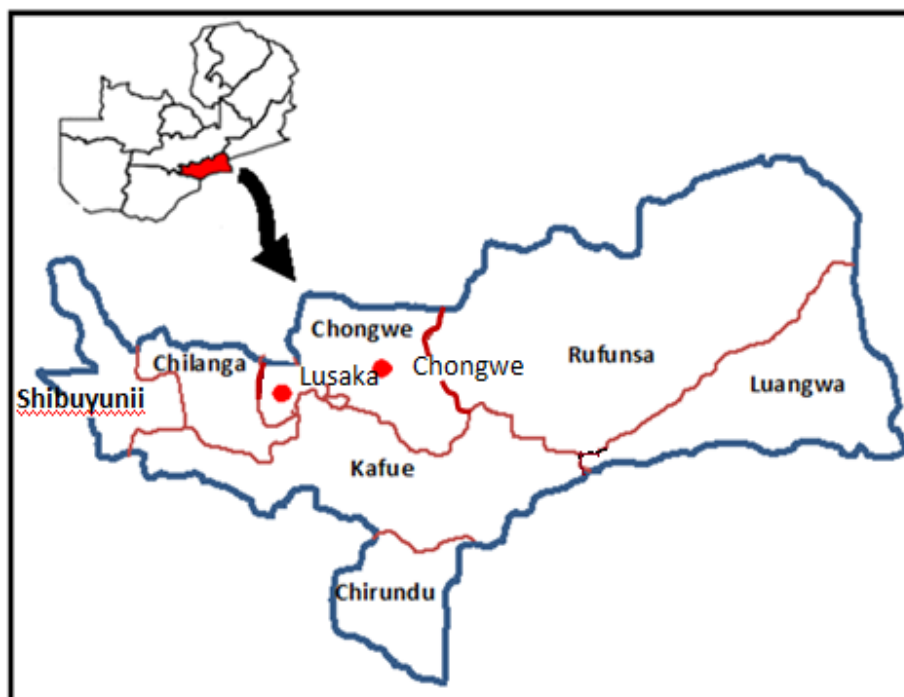 Chongwe
Chilanga
Lusaka
Chongwe
Rufunsa
Luangwa
Shibuyunii
Kafue
Chirundu